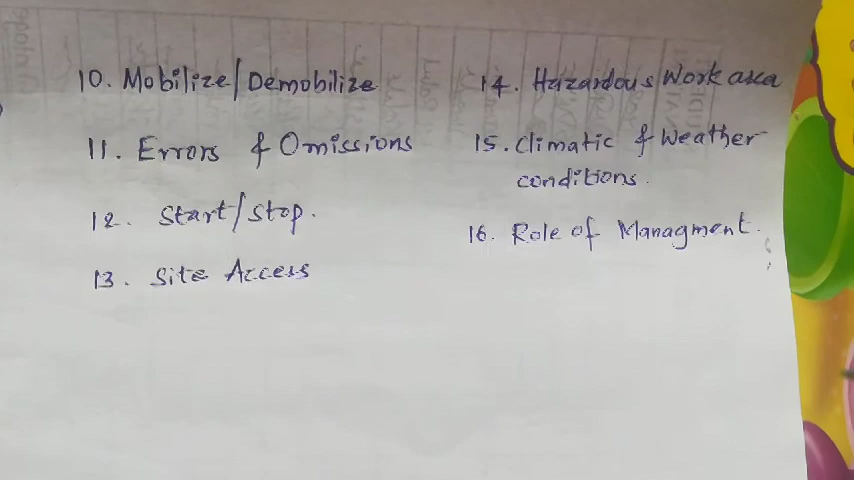 10. Mobilize/Demobilize
11. Errors & Omissions
12. Start/Stop.
13. Site Access
14. Hazardous Work area
15. Climatic & Weather
conditions.
16. Role of Managment.